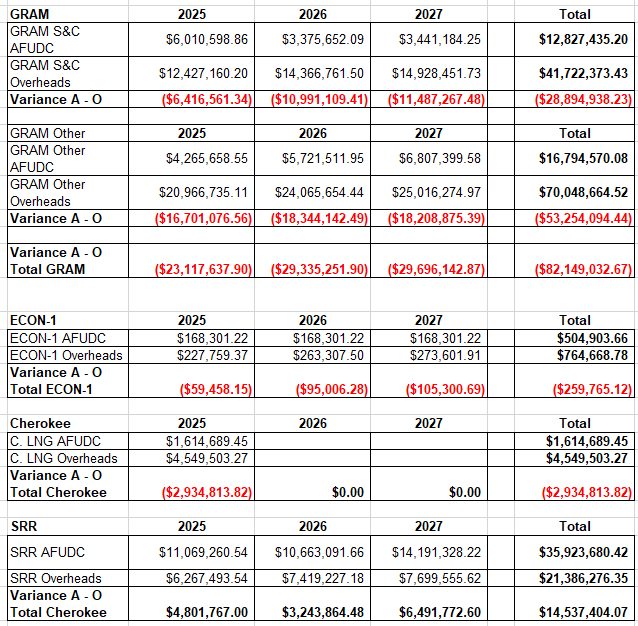 GRAM 2025 2026 2027 Total
GRAM S&C
AFUDC $6,010,598.86 $3,375,652.09 $3,441,184.25 $12,827,435.20
GRAM S&C
Overheads $12,427,160.20 $14,366,761.50 $14,928,451.73 $41,722,373.43
Variance A - O ($6,416,561.34) ($10,991,109.41) ($11,487,267.48) ($28,894,938.23)
GRAM Other 2025 2026 2027 Total
GRAM Other
AFUDC $4,265,658.55 $5,721,511.95 $6,807,399.58 $16,794,570.08
GRAM Other
Overheads $20,966,735.11 $24,065,654.44 $25,016,274.97 $70,048,664.52
Variance A - O ($16,701,076.56) ($18,344,142.49) ($18,208,875.39) ($53,254,094.44)
Variance A - O
Total GRAM ($23,117,637.90) ($29,335,251.90) ($29,696,142.87) ($82,149,032.67)
ECON-1 2025 2026 2027 Total
ECON-1 AFUDC $168,301.22 $168,301.22 $168,301.22 $504,903.66
ECON-1 Overheads $227,759.37 $263,307.50 $273,601.91 $764,668.78
Variance A - O
Total ECON-1 ($59,458.15) ($95,006.28) ($105,300.69) ($259,765.12)
Cherokee 2025 2026 2027 Total
C. LNG AFUDC $1,614,689.45 $1,614,689.45
C. LNG Overheads $4,549,503.27 $4,549,503.27
Variance A - O
Total Cherokee ($2,934,813.82) $0.00 $0.00 ($2,934,813.82)
SRR 2025 2026 2027 Total
SRR AFUDC $11,069,260.54 $10,663,091.66 $14,191,328.22 $35,923,680.42
SRR Overheads $6,267,493.54 $7,419,227.18 $7,699,555.62 $21,386,276.35
Variance A - O
Total Cherokee $4,801,767.00 $3,243,864.48 $6,491,772.60 $14,537,404.07